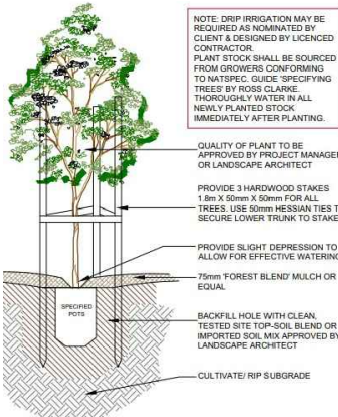 NOTE: DRIP IRRIGATION MAY BE
REQUIRED AS NOMINATED BY
CLIENT & DESIGNED BY LICENCED
CONTRACTOR.
PLANT STOCK SHALL BE SOURCED
FROM GROWERS CONFORMING
TO NATSPEC. GUIDE 'SPECIFYING
TREES' BY ROSS CLARKE.
THOROUGHLY WATER IN ALL
NEWLY PLANTED STOCK
IMMEDIATELY AFTER PLANTING.
QUALITY OF PLANT TO BE
APPROVED BY PROJECT MANAGER
OR LANDSCAPE ARCHITECT
PROVIDE 3 HARDWOOD STAKES
1.8m X 50mm X 50mm FOR ALL
TREES. USE 50mm HESSIAN TIES T
SECURE LOWER TRUNK TO STAKE
PROVIDE SLIGHT DEPRESSION TO
ALLOW FOR EFFECTIVE WATERING
75mm 'FOREST BLEND' MULCH OR
EQUAL
SPECIFIED
POTS
BACKFILL HOLE WITH CLEAN,
TESTED SITE TOP-SOIL BLEND OR
IMPORTED SOIL MIX APPROVED BY
LANDSCAPE ARCHITECT
CULTIVATE/ RIP SUBGRADE